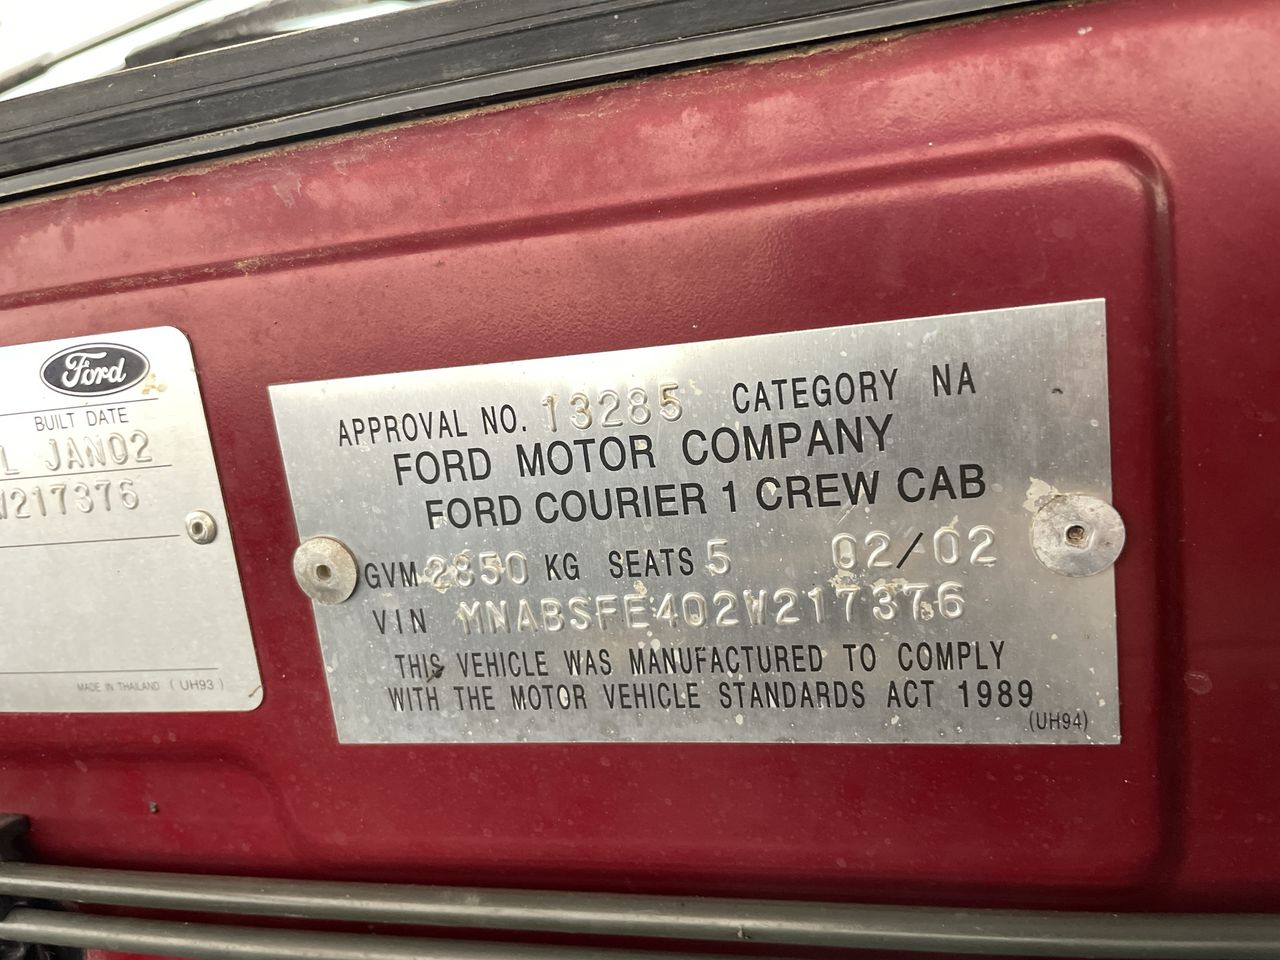 Ford
BUILT DATE
L JAN02
W217376
MADE IN THAILAND ( UH93 )
APPROVAL NO. 13285 CATEGORY NA
FORD MOTOR COMPANY
FORD COURIER 1 CREW CAB
GVM 2850 KG SEATS 5 02/02
VIN MNABSFE402W217376
THIS VEHICLE WAS MANUFACTURED TO COMPLY
WITH THE MOTOR VEHICLE STANDARDS ACT 1989
(UH94)